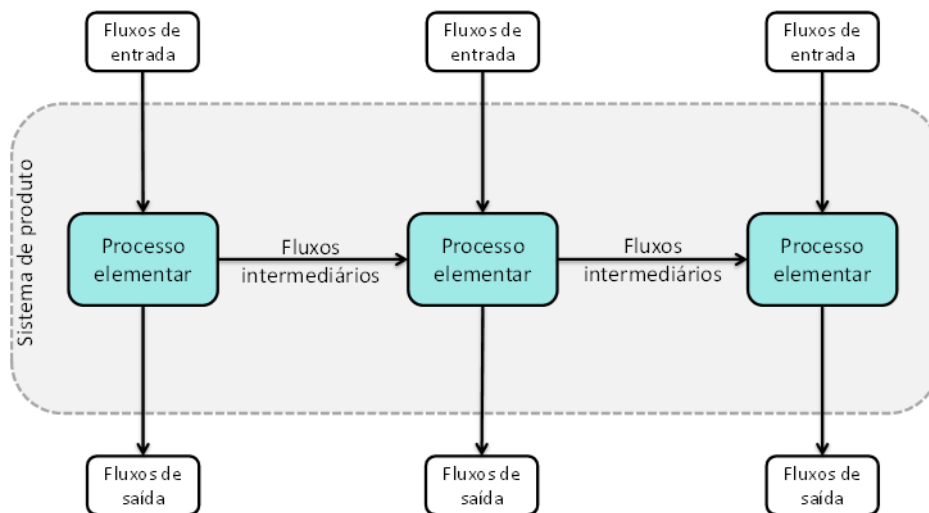 Fluxos de
entrada
Fluxos de
entrada
Fluxos de
entrada
Sistema de produto
Processo
elementar
Fluxos
intermediários
Processo
elementar
Fluxos
intermediários
Processo
elementar
Fluxos de
saída
Fluxos de
saída
Fluxos de
saída